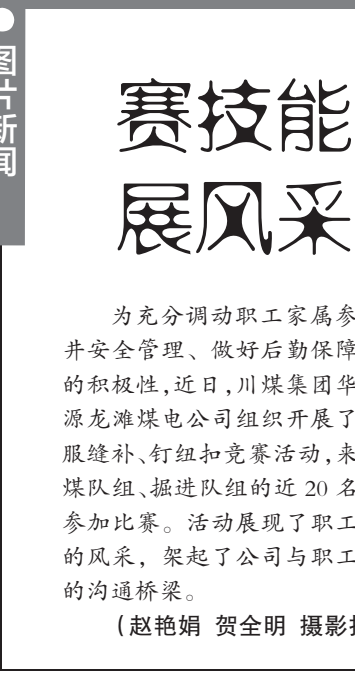 图片新闻
赛技能
展风采
为充分调动职工家属参
井安全管理、做好后勤保障
的积极性,近日,川煤集团华
源龙滩煤电公司组织开展了
服缝补、钉纽扣竞赛活动,来
煤队组、掘进队组的近 20 名
参加比赛。活动展现了职工
的风采，架起了公司与职工
的沟通桥梁。
(赵艳娟 贺全明 摄影